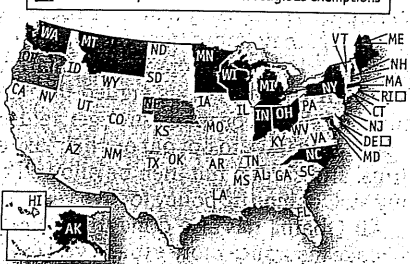 religious exemptions
WA MT ND MN VT ME
OR ID SD WI MI NY NH
WY MA
CA NV NE IA IL IN OH PA RI
UT CO KS MO KY WV VA CT
NJ
DE
MD
AZ NM TX OK AR TN NC
MS AL GA SC
LA
FL
HI
AK